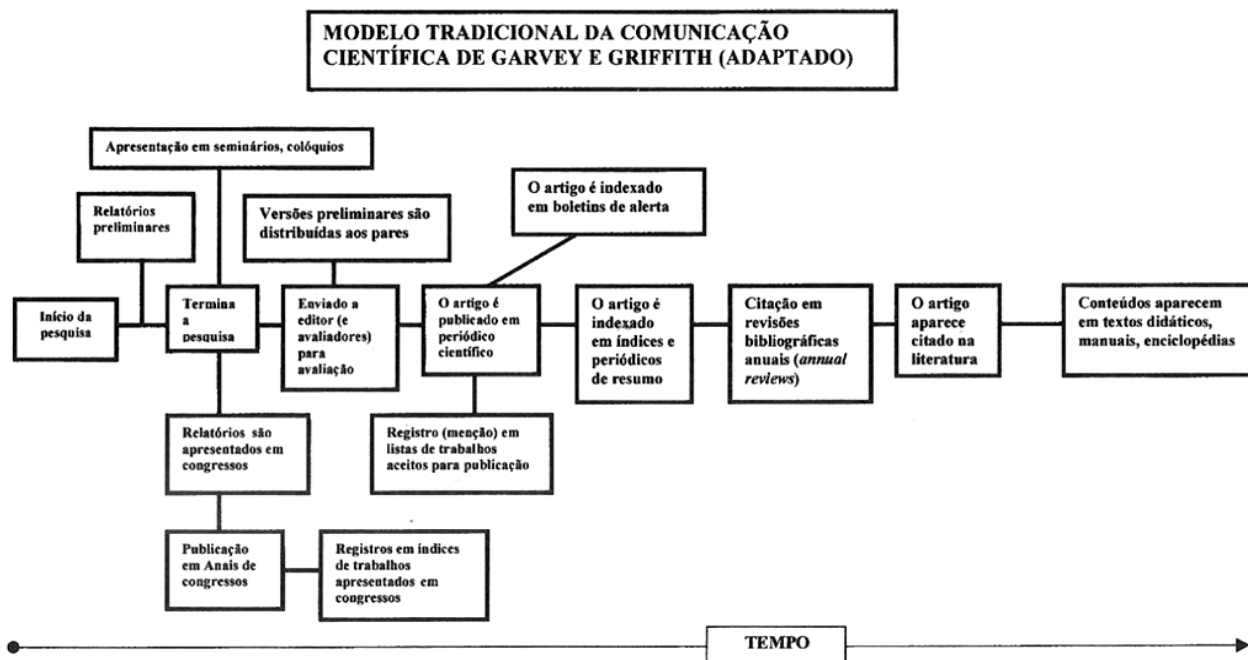 MODELO TRADICIONAL DA COMUNICAÇÃO
CIENTÍFICA DE GARVEY E GRIFFITH (ADAPTADO)
Apresentação em seminários, colóquios
Relatórios
preliminares
Versões preliminares são
distribuídas aos pares
O artigo é indexado
em boletins de alerta
Início da
pesquisa
Termina
a
pesquisa
Enviado a
editor (e
avaliadores)
para
avaliação
O artigo é
publicado em
periódico
científico
O artigo é
indexado
em índices e
periódicos
de resumo
Citação em
revisões
bibliográficas
anuais (annual
reviews)
O artigo
aparece
citado na
literatura
Conteúdos aparecem
em textos didáticos,
manuais, enciclopédias
Relatórios são
apresentados em
congressos
Registro (menção) em
listas de trabalhos
aceitos para publicação
Publicação
em Anais de
congressos
Registros em índices
de trabalhos
apresentados em
congressos
TEMPO